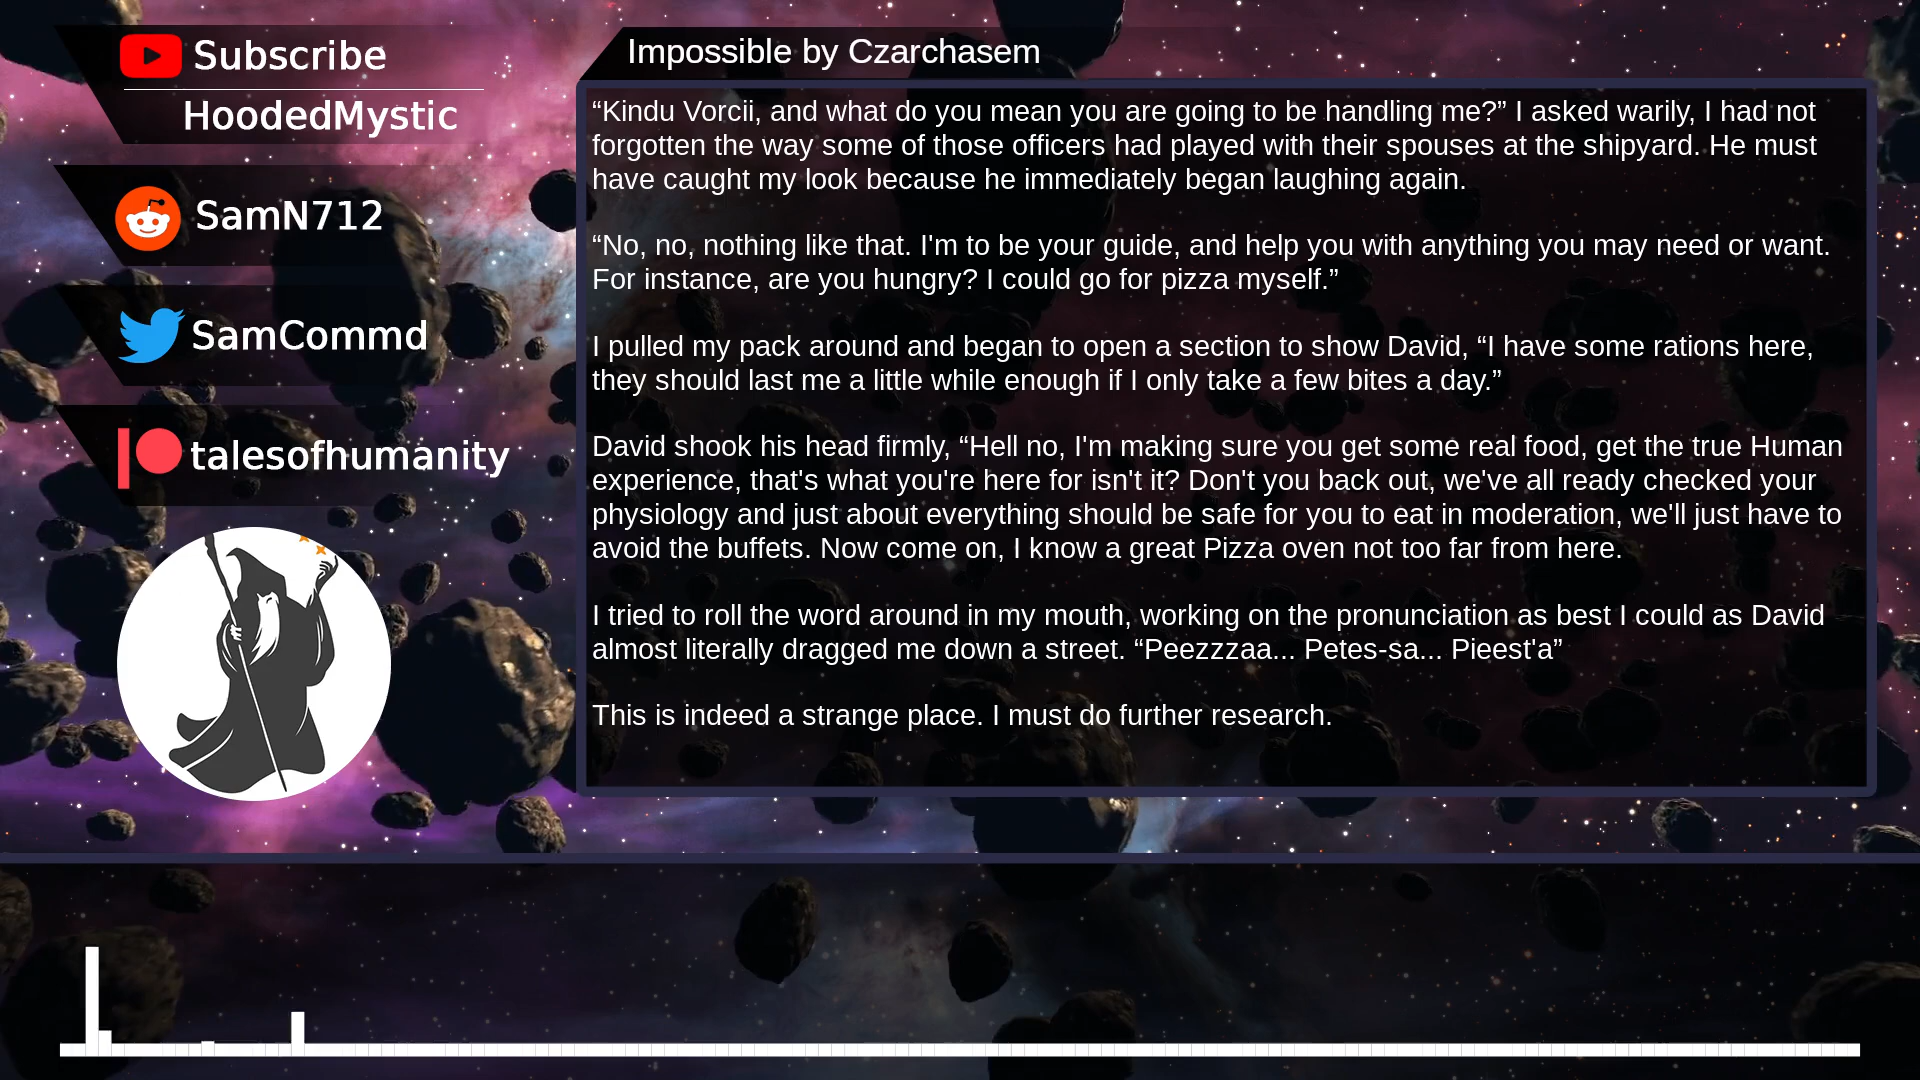 Subscribe
HoodedMystic
SamN712
SamCommd
talesofhumanity
Impossible by Czarchasem
“Kindu Vorcii, and what do you mean you are going to be handling me?” I asked warily, I had not
forgotten the way some of those officers had played with their spouses at the shipyard. He must
have caught my look because he immediately began laughing again.
“No, no, nothing like that. I'm to be your guide, and help you with anything you may need or want.
For instance, are you hungry? I could go for pizza myself.”
I pulled my pack around and began to open a section to show David, “I have some rations here,
they should last me a little while enough if I only take a few bites a day.”
David shook his head firmly, “Hell no, I'm making sure you get some real food, get the true Human
experience, that's what you're here for isn't it? Don't you back out, we've all ready checked your
physiology and just about everything should be safe for you to eat in moderation, we'll just have to
avoid the buffets. Now come on, I know a great Pizza oven not too far from here.
I tried to roll the word around in my mouth, working on the pronunciation as best I could as David
almost literally dragged me down a street. “Peezzzaa... Petes-sa... Pieest'a”
This is indeed a strange place. I must do further research.